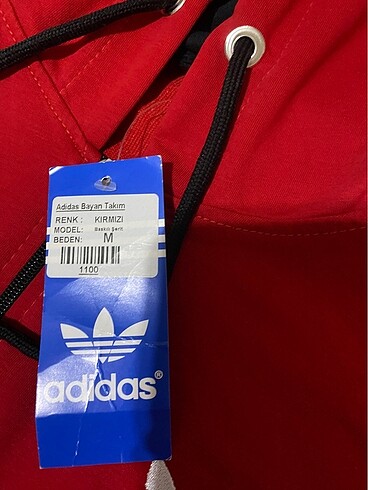 Adidas Bayan Takım
RENK : KIRMIZI
MODEL: Baskılı Şerit
BEDEN: M
1100
adidas®